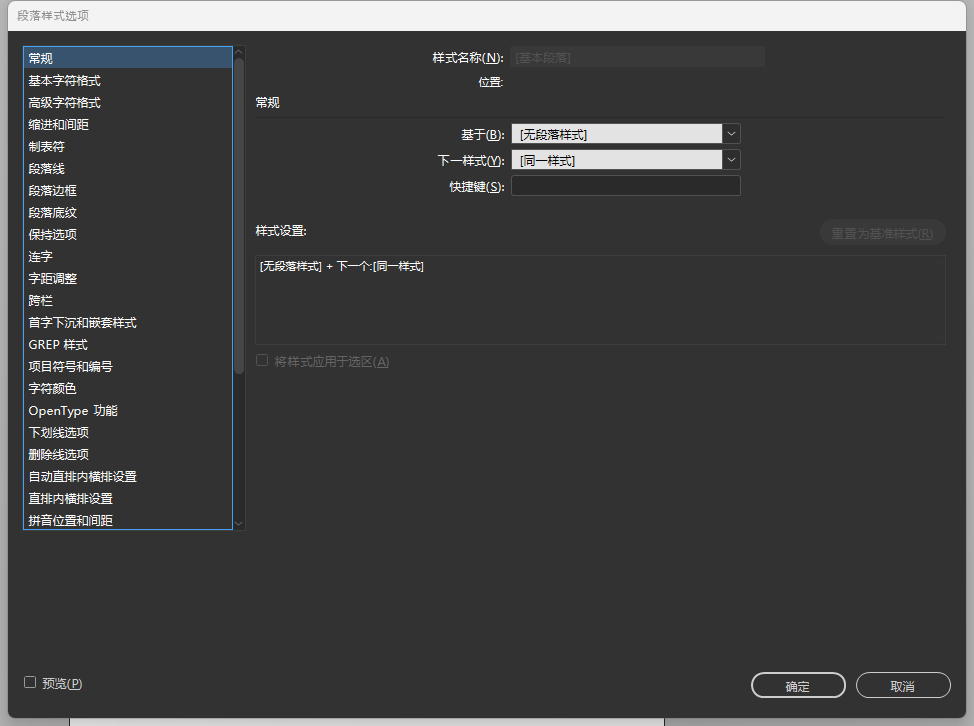 段落样式选项
常规
基本字符格式
高级字符格式
缩进和间距
制表符
段落线
段落边框
段落底纹
保持选项
连字
字距调整
跨栏
首字下沉和嵌套样式
GREP 样式
项目符号和编号
字符颜色
OpenType 功能
下划线选项
删除线选项
自动直排内横排设置
直排内横排设置
拼音位置和间距
样式名称(N): [基本段落]
位置:
常规
基于(B): [无段落样式]
下一样式(Y): [同一样式]
快捷键(S):
样式设置: 重置为基准样式(R)
[无段落样式] + 下一个:[同一样式]
将样式应用于选区(A)
预览(P)
确定 取消